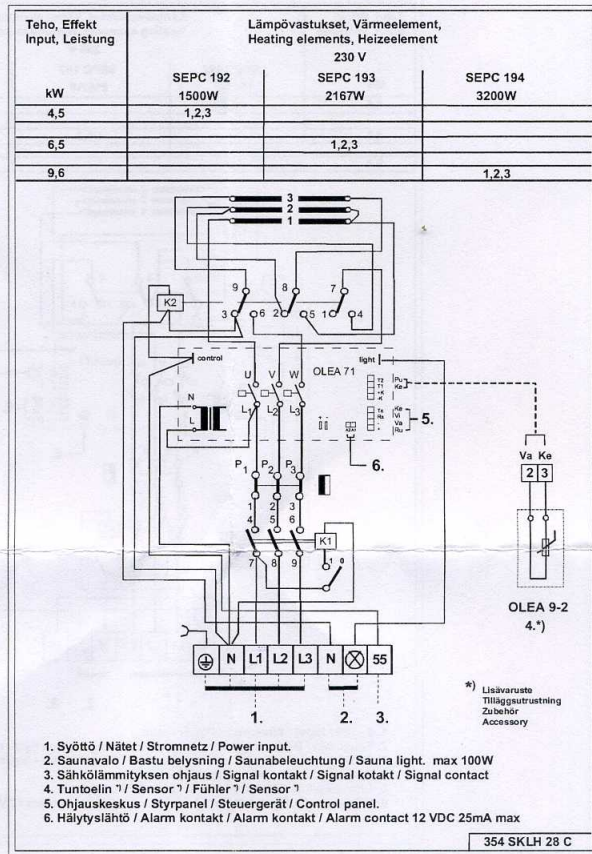 Teho, Effekt
Input, Leistung
Lämpövastukset, Värmeelement,
Heating elements, Heizeelement
230 V
SEPC 192 SEPC 193 SEPC 194
kW 1500W 2167W 3200W
4,5 1,2,3
6,5 1,2,3
9,6 1,2,3
3
2
1
9 8 7
K2
3 6 2 5 1 4
control light
OLEA 71
U V W
T2 Pu
T1 Ke
N
L L1 L2 L3
Ke
Vi
Va
Ru
5.
6.
P1 P2 P3
Va Ke
2 3
1 2 3
4 5 6
K1
1 0
7 8 9
OLEA 9-2
4.*)
N L1 L2 L3 N 55
1. 2. 3.
*) Lisävaruste
Tilläggsutrustning
Zubehör
Accessory
1. Syöttö / Nätet / Stromnetz / Power input.
2. Saunavalo / Bastu belysning / Saunabeleuchtung / Sauna light. max 100W
3. Sähkölämmityksen ohjaus / Signal kontakt / Signal kotakt / Signal contact
4. Tuntoelin *) / Sensor *) / Fühler *) / Sensor *)
5. Ohjauskeskus / Styrpanel / Steuergerät / Control panel.
6. Hälytyslähtö / Alarm kontakt / Alarm kontakt / Alarm contact 12 VDC 25mA max
354 SKLH 28 C